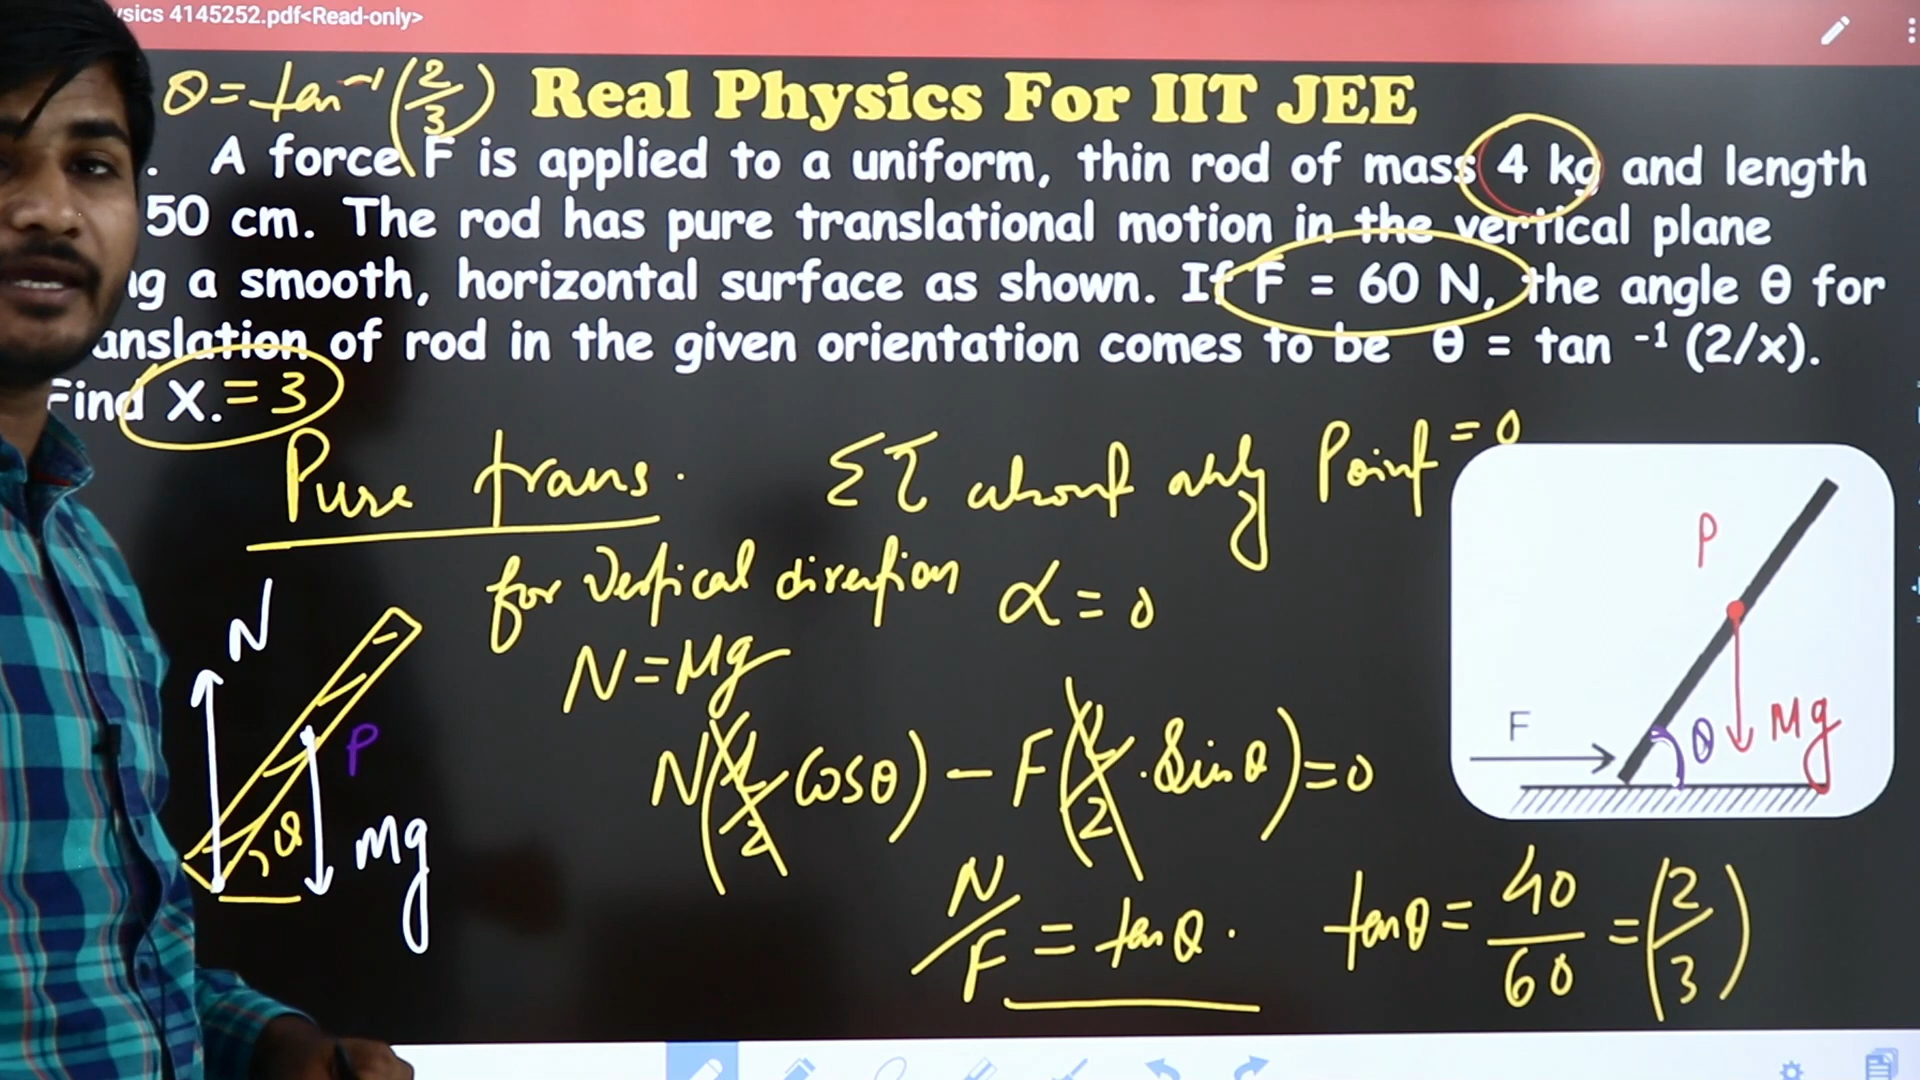 ysics 4145252.pdf<Read-only>
θ = tan⁻¹ (2/3) Real Physics For IIT JEE
. A force F is applied to a uniform, thin rod of mass 4 kg and length
50 cm. The rod has pure translational motion in the vertical plane
ng a smooth, horizontal surface as shown. If F = 60 N, the angle θ for
anslation of rod in the given orientation comes to be θ = tan ⁻¹ (2/x).
Find X. = 3
Pure trans. Στ about any Point = 0
for vertical direction α = 0
N = Mg
N (L/2 cosθ) – F (L/2 . Sinθ) = 0
N/F = tanθ . tanθ = 40/60 = (2/3)
N
P
Mg
θ
P
F
θ
Mg